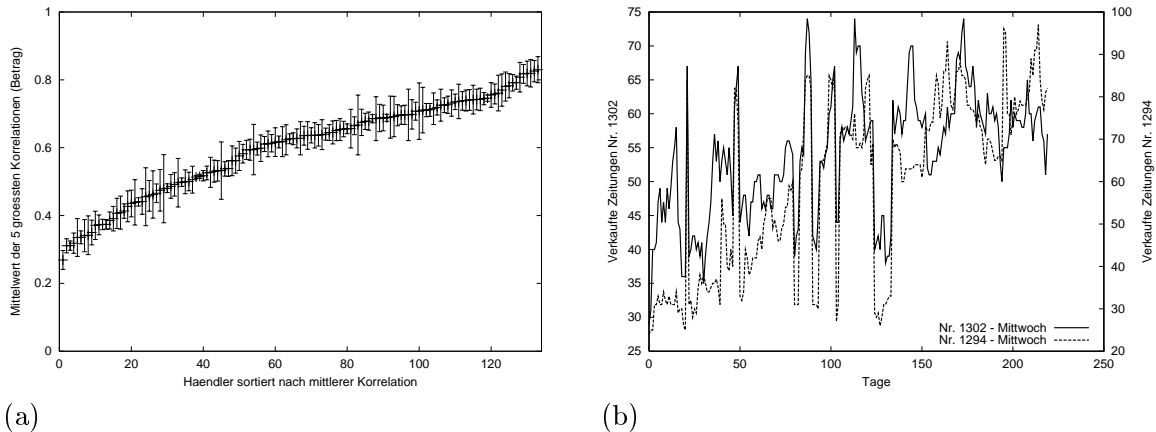 Mittelwert der 5 groessten Korrelationen (Betrag)
1
0.8
0.6
0.4
0.2
0
0 20 40 60 80 100 120
Haendler sortiert nach mittlerer Korrelation
(a)
Verkaufte Zeitungen Nr. 1302
75
70
65
60
55
50
45
40
35
30
25
100
90
80
70
60
50
40
30
20
Verkaufte Zeitungen Nr. 1294
Nr. 1302 - Mittwoch
Nr. 1294 - Mittwoch
0 50 100 150 200 250
Tage
(b)